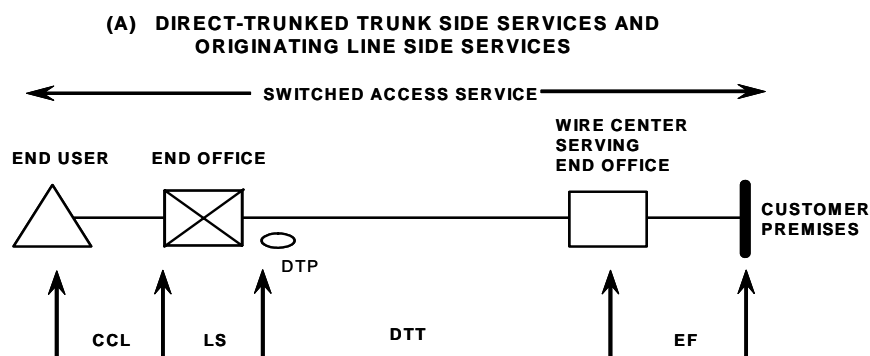 (A) DIRECT-TRUNKED TRUNK SIDE SERVICES AND
ORIGINATING LINE SIDE SERVICES
SWITCHED ACCESS SERVICE
WIRE CENTER
SERVING
END OFFICE
END USER
END OFFICE
CUSTOMER
PREMISES
DTP
CCL
LS
DTT
EF